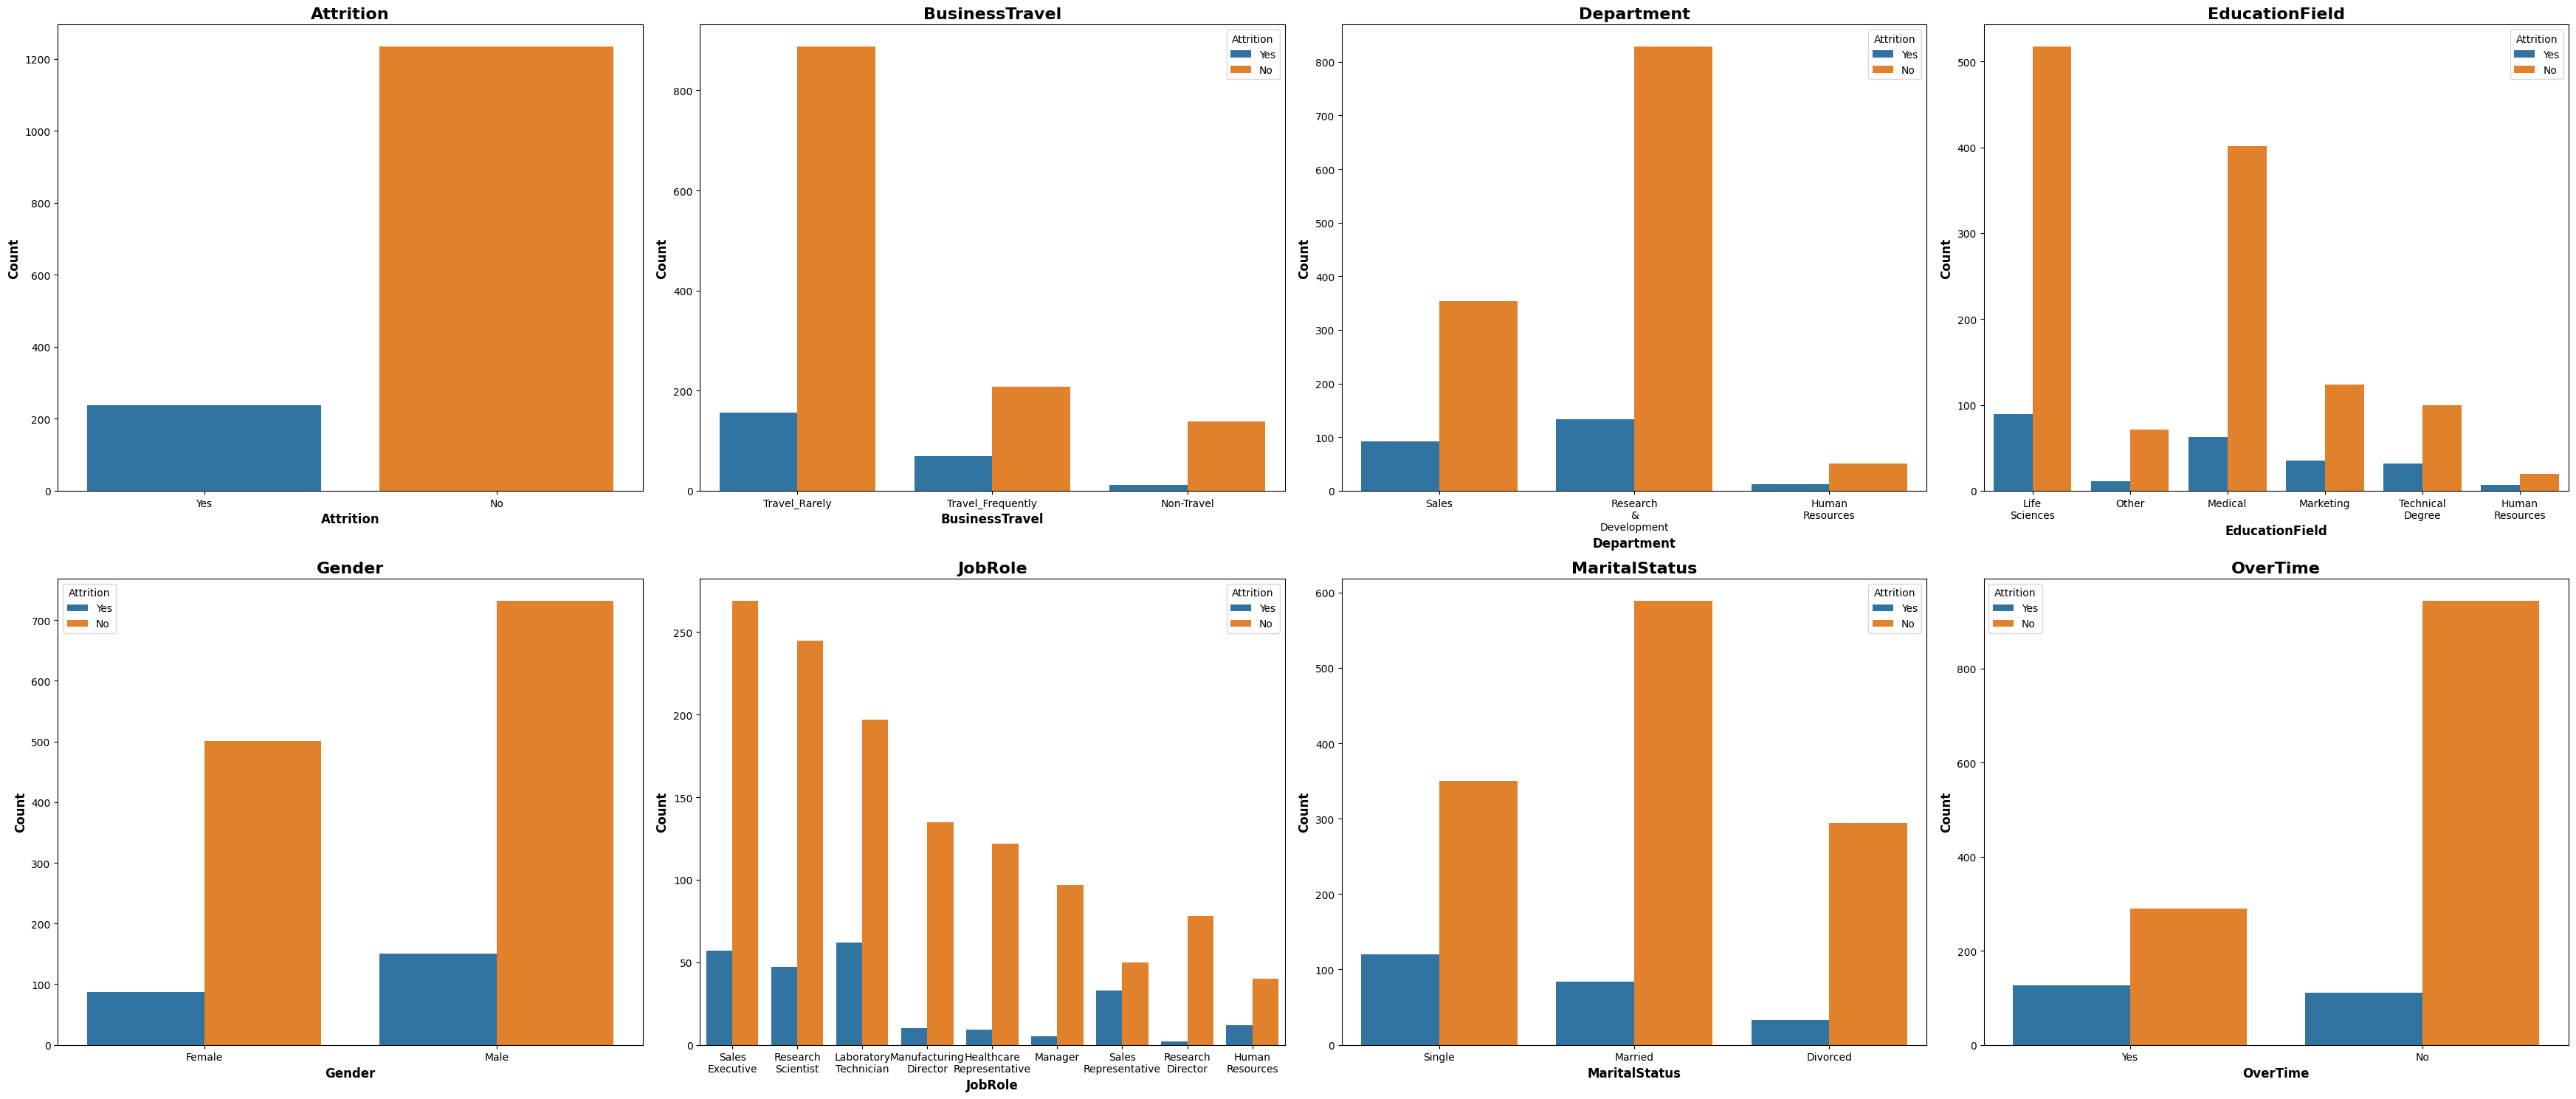 Attrition
1200
1000
800
600
400
200
0
Count
Yes
No
Attrition
BusinessTravel
Attrition
Yes
No
800
600
400
200
0
Count
Travel_Rarely
Travel_Frequently
Non-Travel
BusinessTravel
Department
Attrition
Yes
No
800
700
600
500
400
300
200
100
0
Count
Sales
Research
&
Development
Human
Resources
Department
EducationField
Attrition
Yes
No
500
400
300
200
100
0
Count
Life
Sciences
Other
Medical
Marketing
Technical
Degree
Human
Resources
EducationField
Gender
Attrition
Yes
No
700
600
500
400
300
200
100
0
Count
Female
Male
Gender
JobRole
Attrition
Yes
No
250
200
150
100
50
0
Count
Sales
Executive
Research
Scientist
Laboratory
Technician
Manufacturing
Director
Healthcare
Representative
Manager
Sales
Representative
Research
Director
Human
Resources
JobRole
MaritalStatus
Attrition
Yes
No
600
500
400
300
200
100
0
Count
Single
Married
Divorced
MaritalStatus
OverTime
Attrition
Yes
No
800
600
400
200
0
Count
Yes
No
OverTime